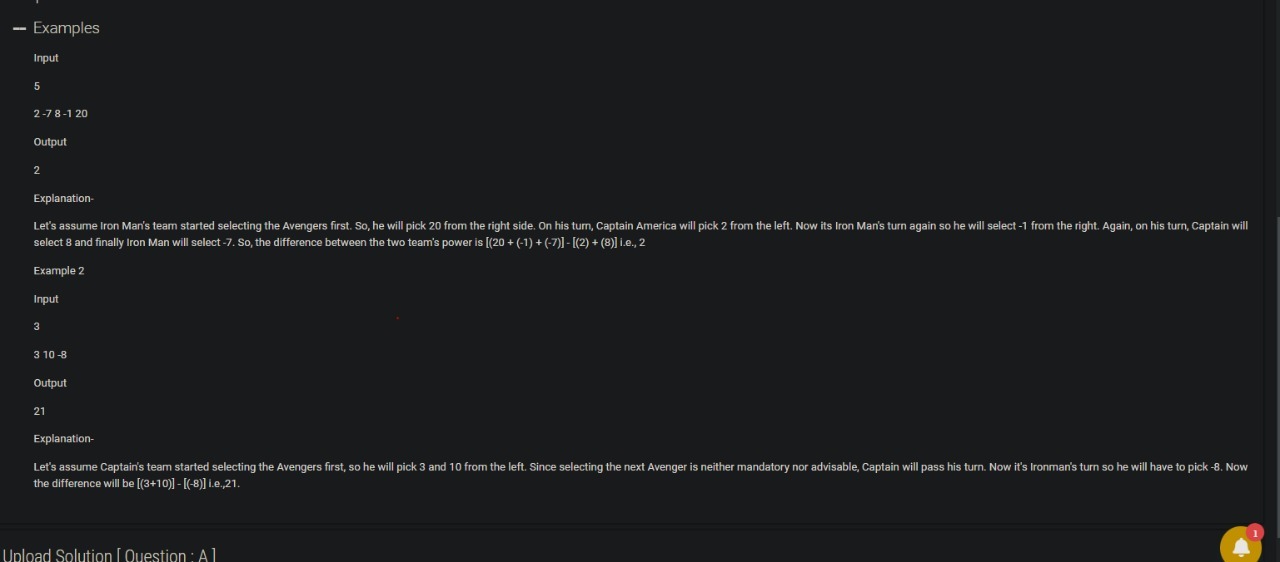 Examples
Input
5
2 -7 8 -1 20
Output
2
Explanation-
Let's assume Iron Man's team started selecting the Avengers first. So, he will pick 20 from the right side. On his turn, Captain America will pick 2 from the left. Now its Iron Man's turn again so he will select -1 from the right. Again, on his turn, Captain will
select 8 and finally Iron Man will select -7. So, the difference between the two team's power is [(20 + (-1) + (-7)] - [(2) + (8)] i.e., 2
Example 2
Input
3
3 10 -8
Output
21
Explanation-
Let's assume Captain's team started selecting the Avengers first, so he will pick 3 and 10 from the left. Since selecting the next Avenger is neither mandatory nor advisable, Captain will pass his turn. Now it's Ironman's turn so he will have to pick -8. Now
the difference will be [(3+10)] - [(-8)] i.e.,21.
1
Upload Solution [ Question : A ]